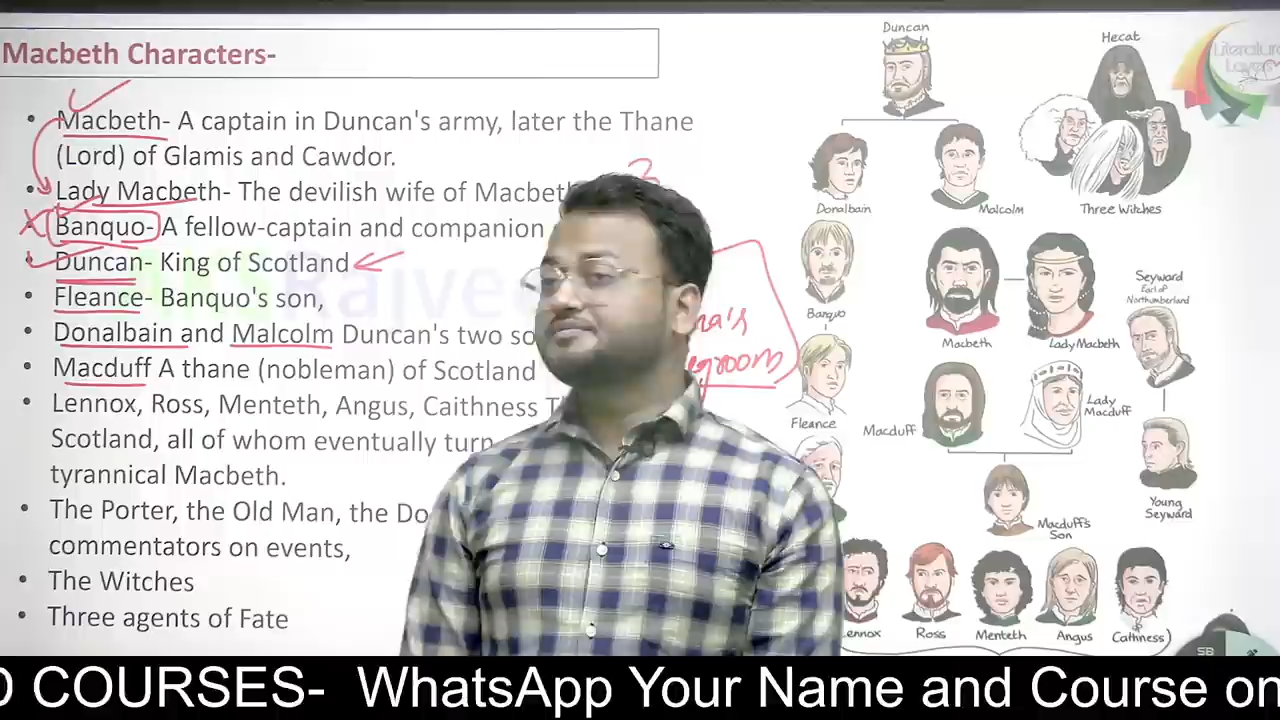 Macbeth Characters-
• Macbeth- A captain in Duncan's army, later the Thane
(Lord) of Glamis and Cawdor.
• Lady Macbeth- The devilish wife of
Banquo- A fellow-captain and companion
Duncan- King of Scotland
• Fleance- Banquo's son,
• Donalbain and Malcolm Duncan's two
• Macduff A thane (nobleman) of Scotland
• Lennox, Ross, Menteth, Angus, Caithness
Scotland, all of whom eventually turn
tyrannical Macbeth.
• The Porter, the Old Man, the
commentators on events,
• The Witches
• Three agents of Fate
Duncan
Hecat
Literature
Donalbain
Malcolm
Three Witches
Banquo
Macbeth
Lady Macbeth
Seyward
Earl of
Northumberland
Fleance
Macduff
Lady
Macduff
Young
Seyward
Macduff's
Son
Ross
Menteth
Angus
Cathness
SB
COURSES- WhatsApp Your Name and Course on